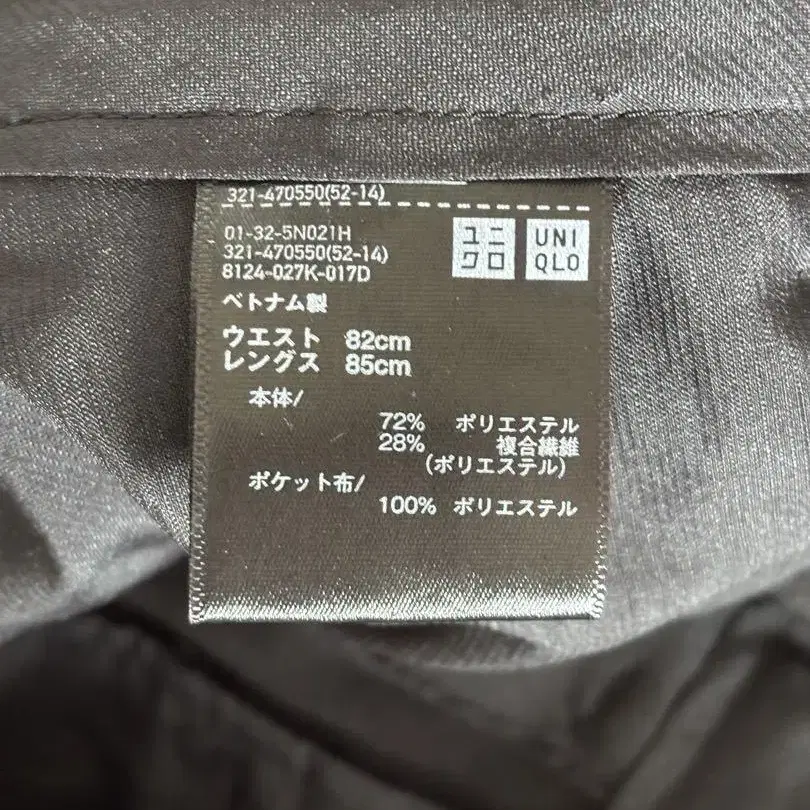 321-470550(52-14)
01-32-5N021H
321-470550(52-14)
8124-027K-017D
ユニ
クロ
UNI
QLO
ベトナム製
ウエスト 82cm
レングス 85cm
本体/
72% ポリエステル
28% 複合繊維
(ポリエステル)
ポケット布/
100% ポリエステル